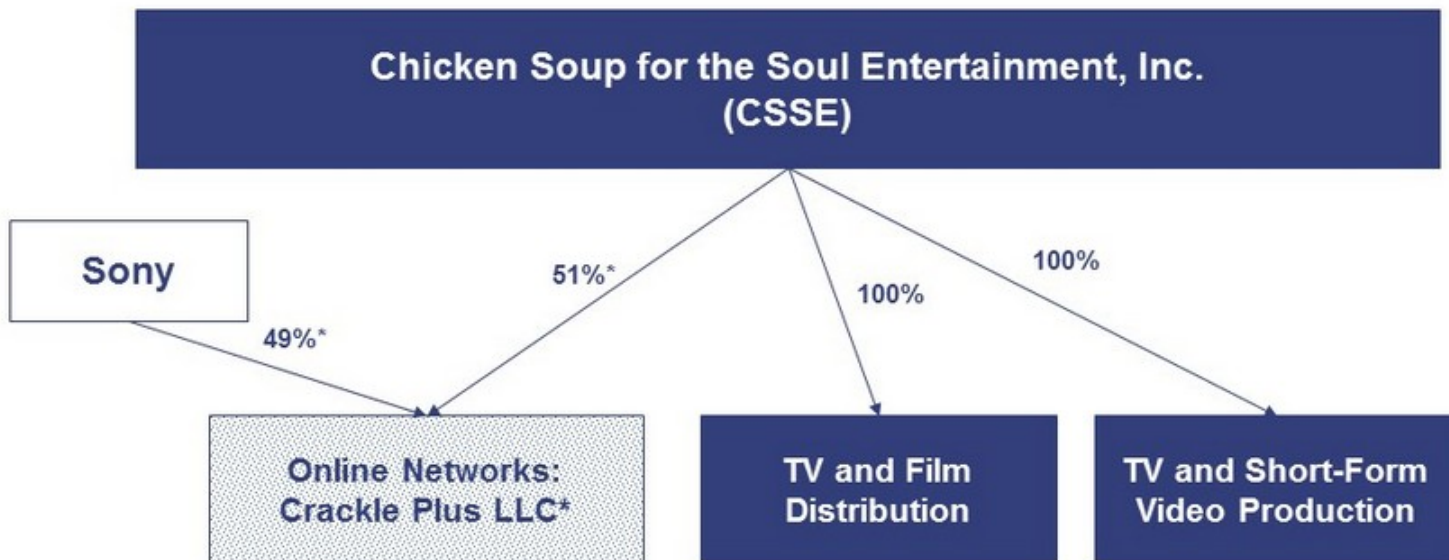 Chicken Soup for the Soul Entertainment, Inc.
(CSSE)
Sony
49%*
51%*
100%
100%
Online Networks:
Crackle Plus LLC*
TV and Film
Distribution
TV and Short-Form
Video Production